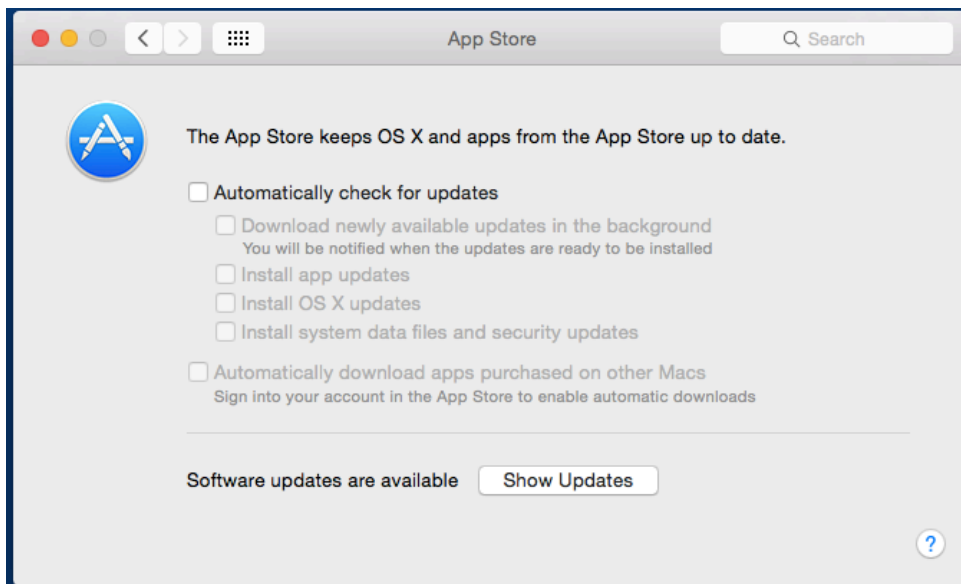 App Store
Search
The App Store keeps OS X and apps from the App Store up to date.
Automatically check for updates
Download newly available updates in the background
You will be notified when the updates are ready to be installed
Install app updates
Install OS X updates
Install system data files and security updates
Automatically download apps purchased on other Macs
Sign into your account in the App Store to enable automatic downloads
Software updates are available Show Updates
?